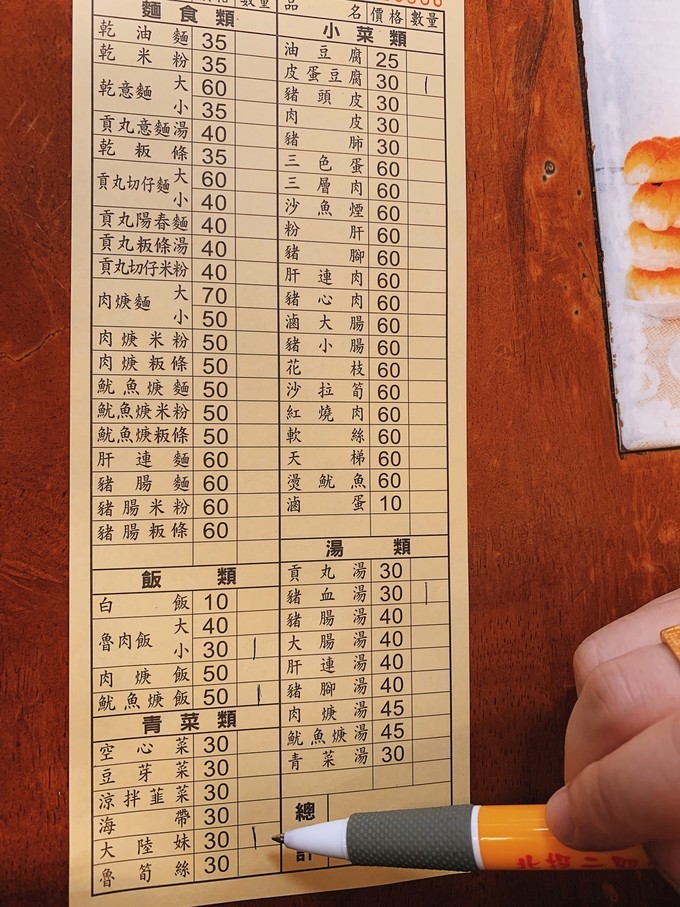 數量
麵食類
乾油麵 35
乾米粉 35
乾意麵 大 60
小 35
貢丸意麵湯 40
乾粄條 35
貢丸切仔麵 大 60
小 40
貢丸陽春麵 40
貢丸粄條湯 40
貢丸切仔米粉 40
肉焿麵 大 70
小 50
肉焿米粉 50
肉焿粄條 50
魷魚焿麵 50
魷魚焿米粉 50
魷魚焿粄條 50
肝連麵 60
豬腸麵 60
豬腸米粉 60
豬腸粄條 60
飯類
白飯 10
魯肉飯 大 40
小 30 |
肉焿飯 50
魷魚焿飯 50 |
青菜類
空心菜 30
豆芽菜 30
涼拌韮菜 30
海帶 30
大陸妹 30 |
魯筍絲 30
品名 價格 數量
小菜類
油豆腐 25
皮蛋豆腐 30 |
豬頭皮 30
肉皮 30
豬肺 30
三色蛋 60
三層肉 60
沙魚煙 60
粉肝 60
豬腳 60
肝連肉 60
豬心肉 60
滷大腸 60
豬小腸 60
花枝 60
沙拉筍 60
紅燒肉 60
軟絲 60
天梯 60
燙魷魚 60
滷蛋 10
湯類
貢丸湯 30
豬血湯 30 |
豬腸湯 40
大腸湯 40
肝連湯 40
豬腳湯 40
肉焿湯 45
魷魚焿湯 45
青菜湯 30
總計